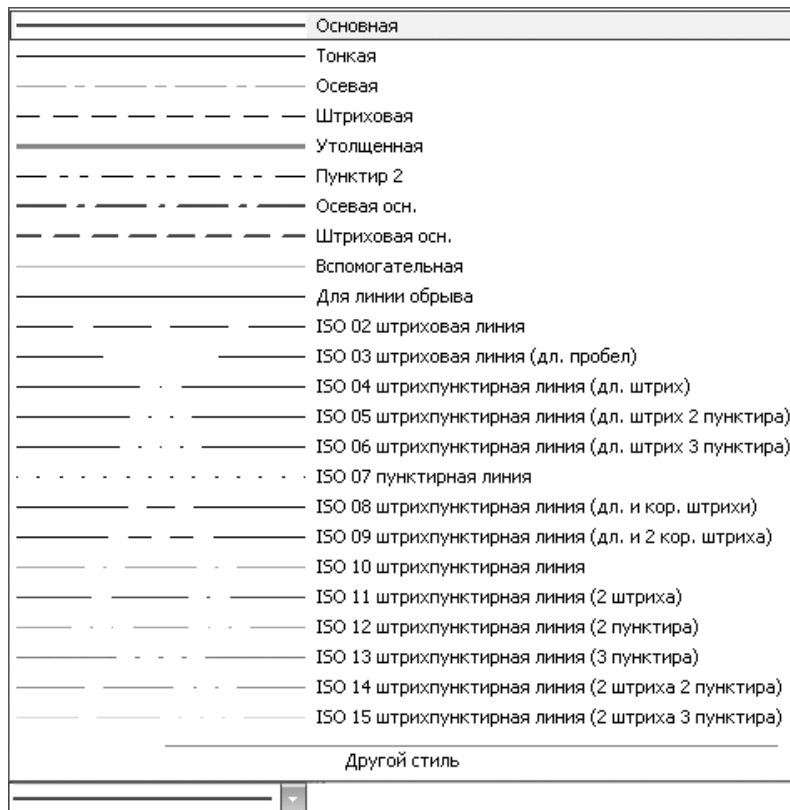 Основная
Тонкая
Осевая
Штриховая
Утолщенная
Пунктир 2
Осевая осн.
Штриховая осн.
Вспомогательная
Для линии обрыва
ISO 02 штриховая линия
ISO 03 штриховая линия (дл. пробел)
ISO 04 штрихпунктирная линия (дл. штрих)
ISO 05 штрихпунктирная линия (дл. штрих 2 пунктира)
ISO 06 штрихпунктирная линия (дл. штрих 3 пунктира)
ISO 07 пунктирная линия
ISO 08 штрихпунктирная линия (дл. и кор. штрихи)
ISO 09 штрихпунктирная линия (дл. и 2 кор. штриха)
ISO 10 штрихпунктирная линия
ISO 11 штрихпунктирная линия (2 штриха)
ISO 12 штрихпунктирная линия (2 пунктира)
ISO 13 штрихпунктирная линия (3 пунктира)
ISO 14 штрихпунктирная линия (2 штриха 2 пунктира)
ISO 15 штрихпунктирная линия (2 штриха 3 пунктира)
Другой стиль